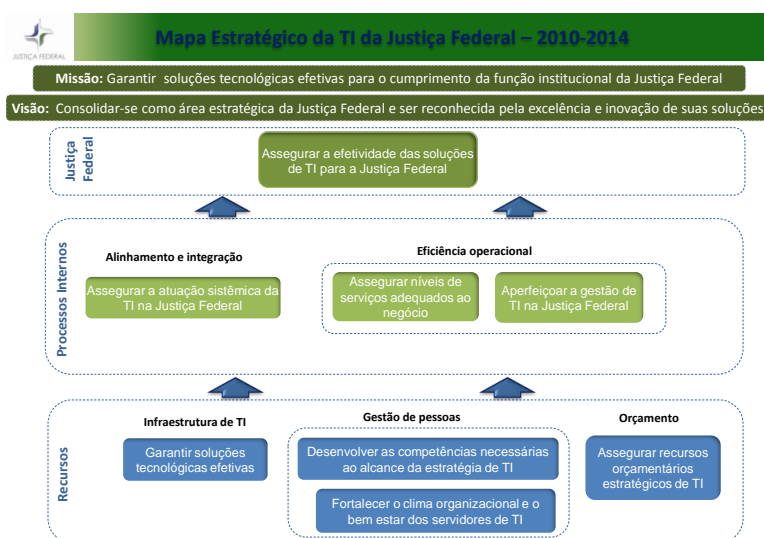 Mapa Estratégico da TI da Justiça Federal – 2010-2014
JUSTIÇA FEDERAL
Missão: Garantir soluções tecnológicas efetivas para o cumprimento da função institucional da Justiça Federal
Visão: Consolidar-se como área estratégica da Justiça Federal e ser reconhecida pela excelência e inovação de suas soluções
Justiça
Federal
Assegurar a efetividade das soluções
de TI para a Justiça Federal
Processos Internos
Alinhamento e integração
Assegurar a atuação sistêmica da
TI na Justiça Federal
Eficiência operacional
Assegurar níveis de
serviços adequados ao
negócio
Aperfeiçoar a gestão de
TI na Justiça Federal
Recursos
Infraestrutura de TI
Garantir soluções
tecnológicas efetivas
Gestão de pessoas
Desenvolver as competências necessárias
ao alcance da estratégia de TI
Fortalecer o clima organizacional e o
bem estar dos servidores de TI
Orçamento
Assegurar recursos
orçamentários
estratégicos de TI